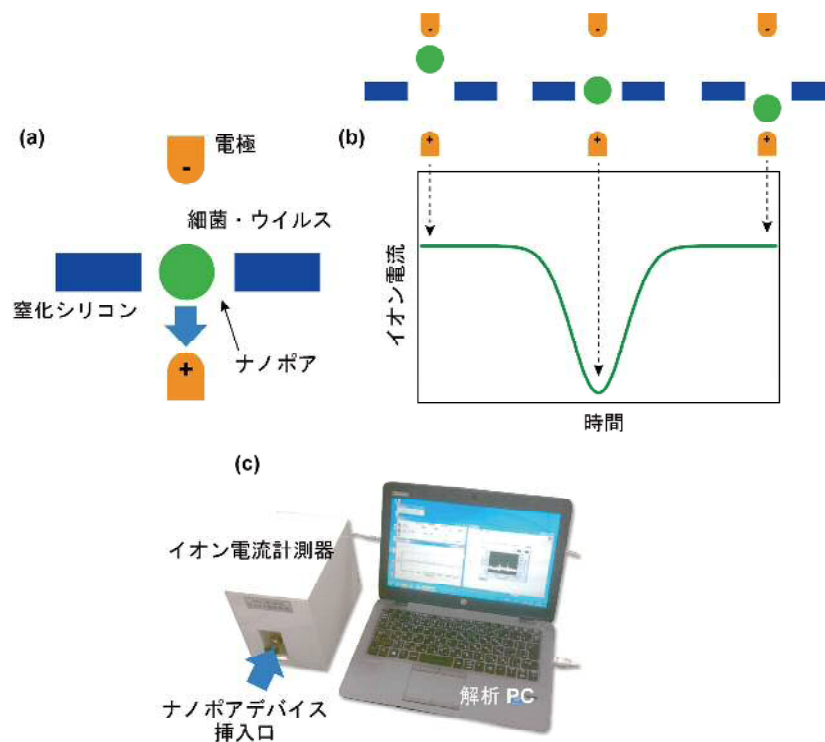 - - -
(a)
電極
-
細菌・ウイルス
窒化シリコン
ナノポア
+
(b)
+ + +
イオン電流
時間
(c)
イオン電流計測器
ナノポアデバイス
挿入口
解析 PC